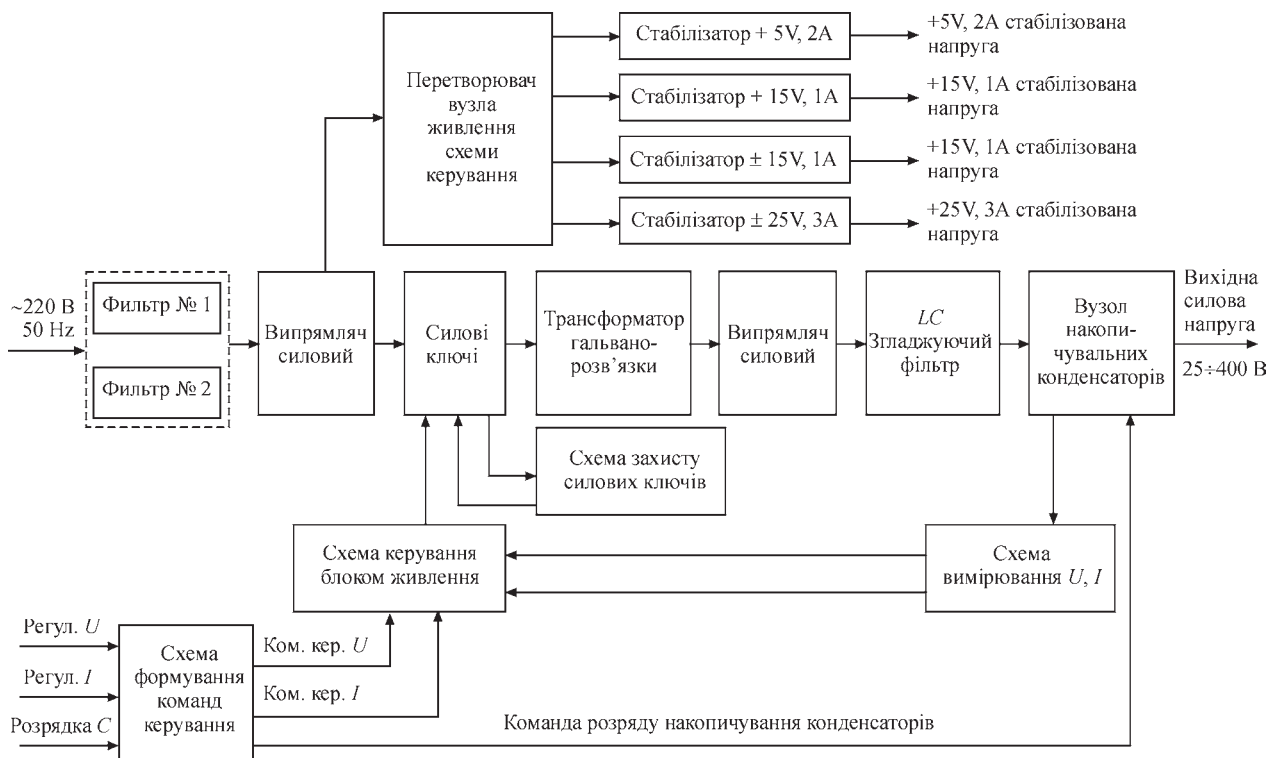 Перетворювач
вузла
живлення
схеми
керування
Стабілізатор + 5V, 2A
+5V, 2A стабілізована
напруга
Стабілізатор + 15V, 1A
+15V, 1A стабілізована
напруга
Стабілізатор ± 15V, 1A
+15V, 1A стабілізована
напруга
Стабілізатор ± 25V, 3A
+25V, 3A стабілізована
напруга
~220 В
50 Hz
Фильтр № 1
Фильтр № 2
Випрямляч
силовий
Силові
ключі
Трансформатор
гальвано-
розв’язки
Випрямляч
силовий
LC
Згладжуючий
фільтр
Вузол
накопи-
чувальних
конденсаторів
Вихідна
силова
напруга
25÷400 В
Схема захисту
силових ключів
Схема керування
блоком живлення
Схема
вимірювання U, I
Регул. U
Регул. I
Розрядка C
Схема
формування
команд
керування
Ком. кер. U
Ком. кер. I
Команда розряду накопичування конденсаторів